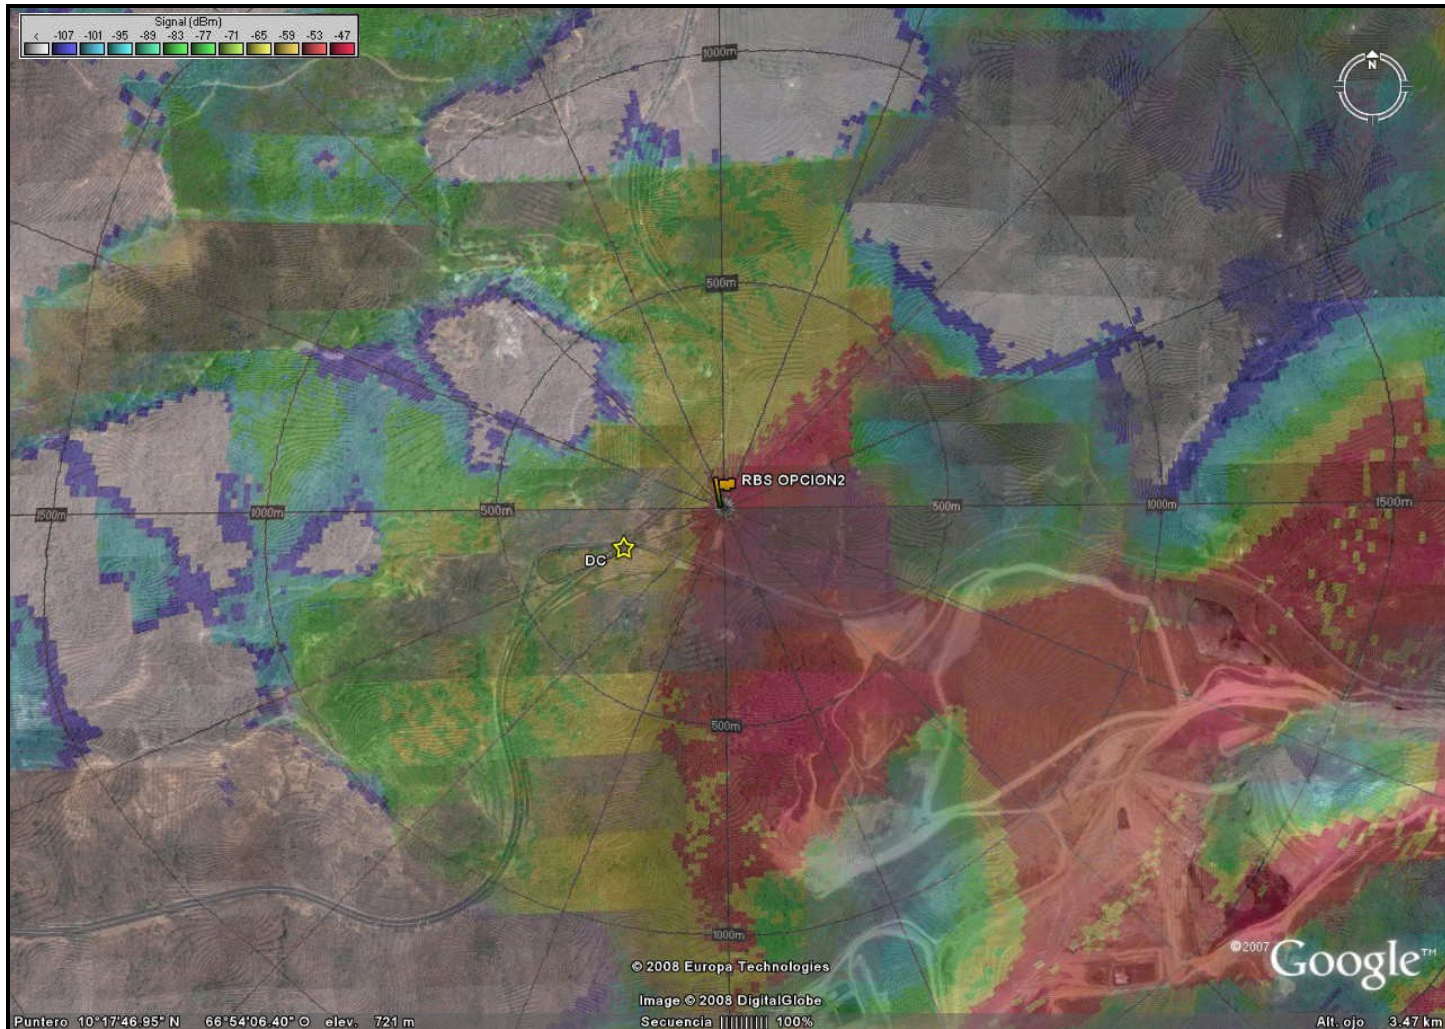 Signal (dBm)
< -107 -101 -95 -89 -83 -77 -71 -65 -59 -53 -47
1000m
N
500m
RBS OPCION2
1500m 1000m 500m 500m 1000m 1500m
DC
500m
1000m
©2007 Google™
© 2008 Europa Technologies
Image © 2008 DigitalGlobe
Puntero 10°17'46.95" N 66°54'06.40" O elev. 721 m Secuencia |||||||||| 100% Alt. ojo 3.47 km